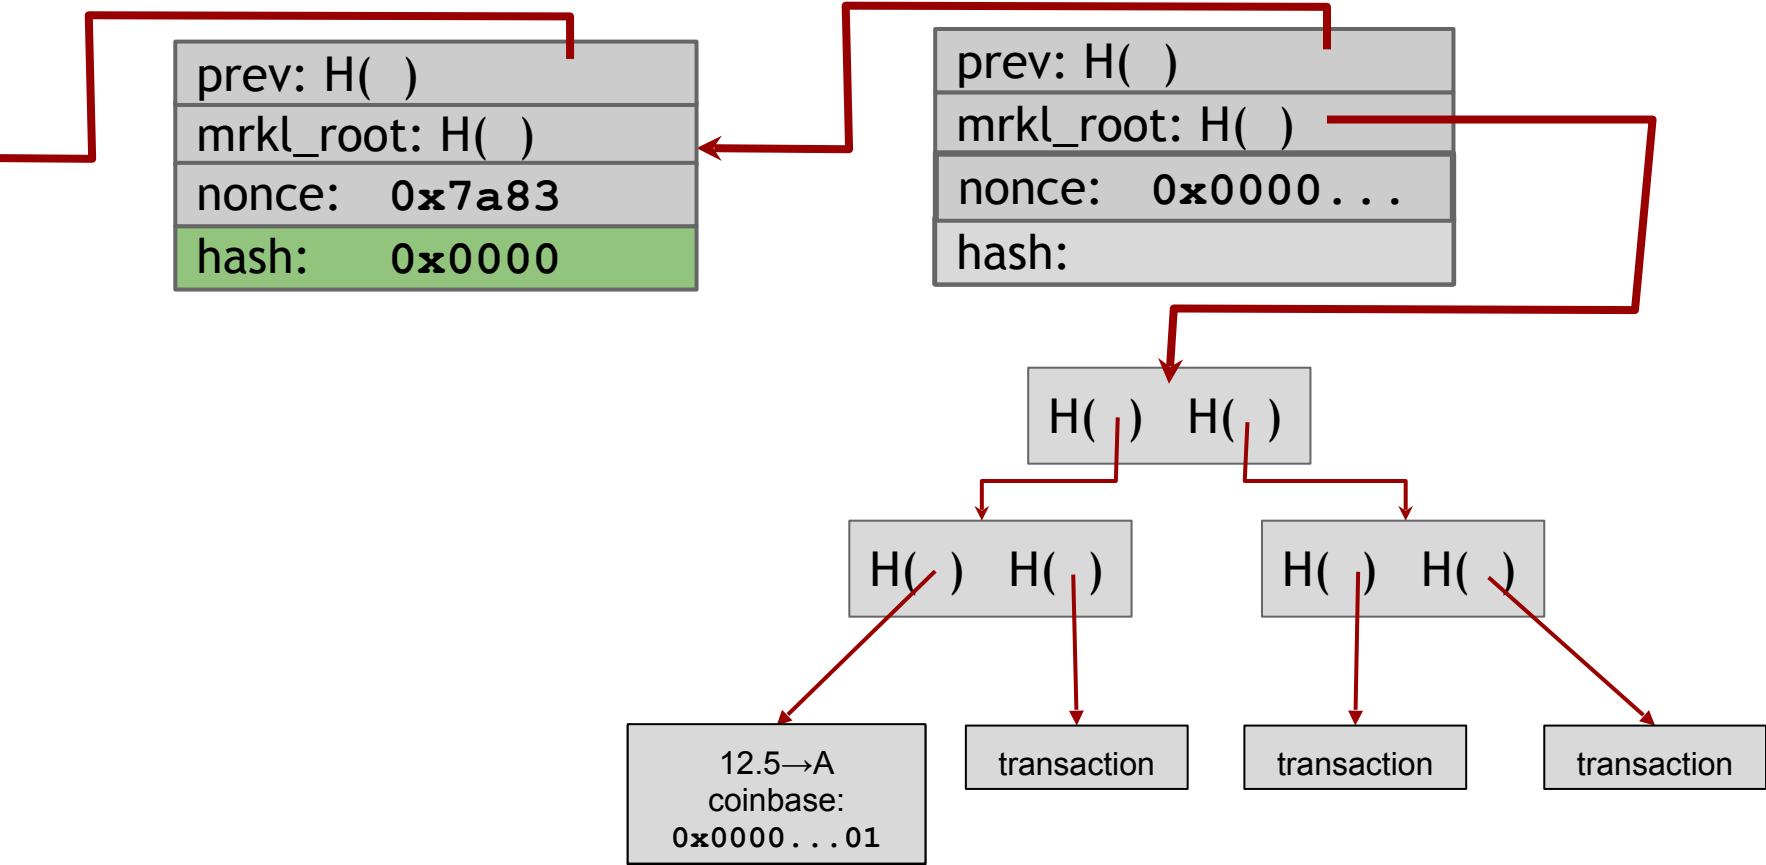 prev: H( )
mrkl_root: H( )
nonce: 0x7a83
hash: 0x0000
prev: H( )
mrkl_root: H( )
nonce: 0x0000...
hash:
H( ) H( )
H( ) H( )
H( ) H( )
12.5→A
coinbase:
0x0000...01
transaction
transaction
transaction